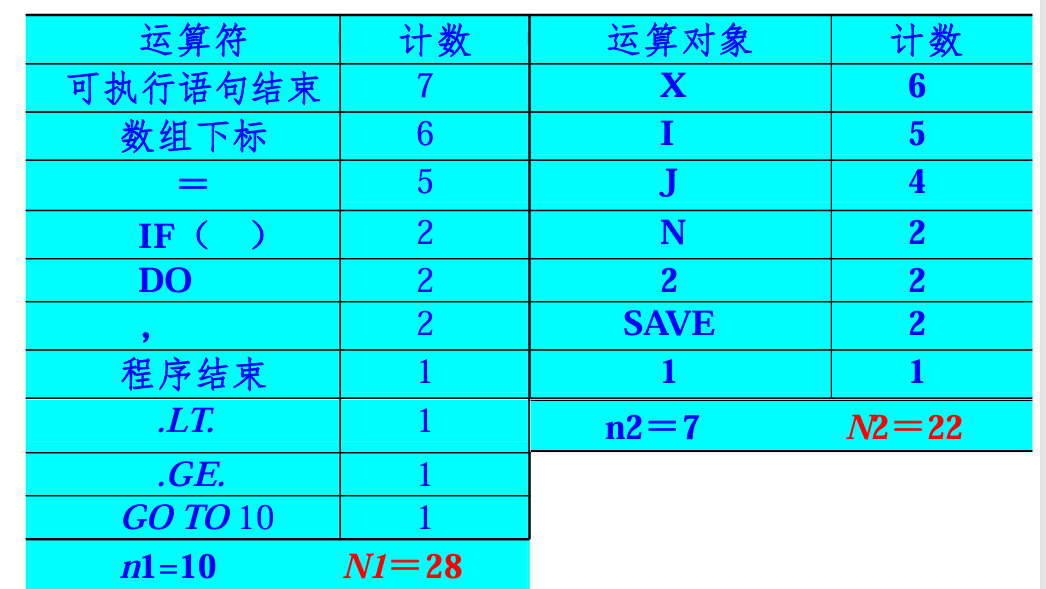 运算符 计数 运算对象 计数
可执行语句结束 7 X 6
数组下标 6 I 5
＝ 5 J 4
IF（ ） 2 N 2
DO 2 2 2
， 2 SAVE 2
程序结束 1 1 1
.LT. 1 n2＝7 N2＝22
.GE. 1
GO TO 10 1
n1=10 N1＝28